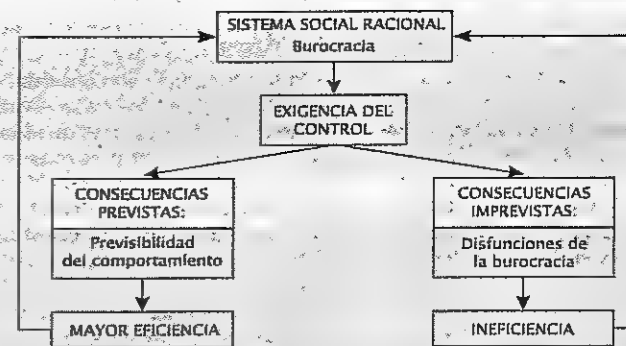 SISTEMA SOCIAL RACIONAL
Burocracia
EXIGENCIA DEL
CONTROL
CONSECUENCIAS
PREVISTAS:
Previsibilidad
del comportamiento
MAYOR EFICIENCIA
CONSECUENCIAS
IMPREVISTAS:
Disfunciones de
la burocracia
INEFICIENCIA